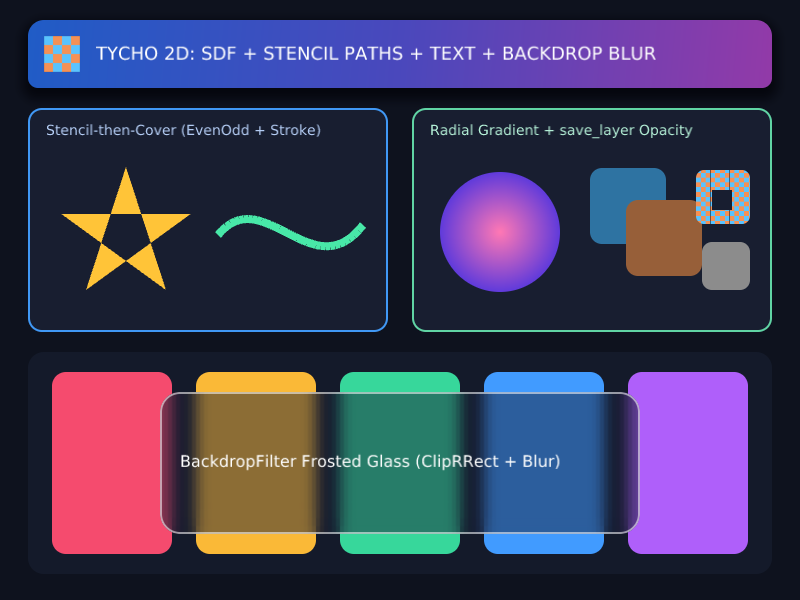 TYCHO 2D: SDF + STENCIL PATHS + TEXT + BACKDROP BLUR
Stencil-then-Cover (EvenOdd + Stroke)
Radial Gradient + save_layer Opacity
BackdropFilter Frosted Glass (ClipRRect + Blur)